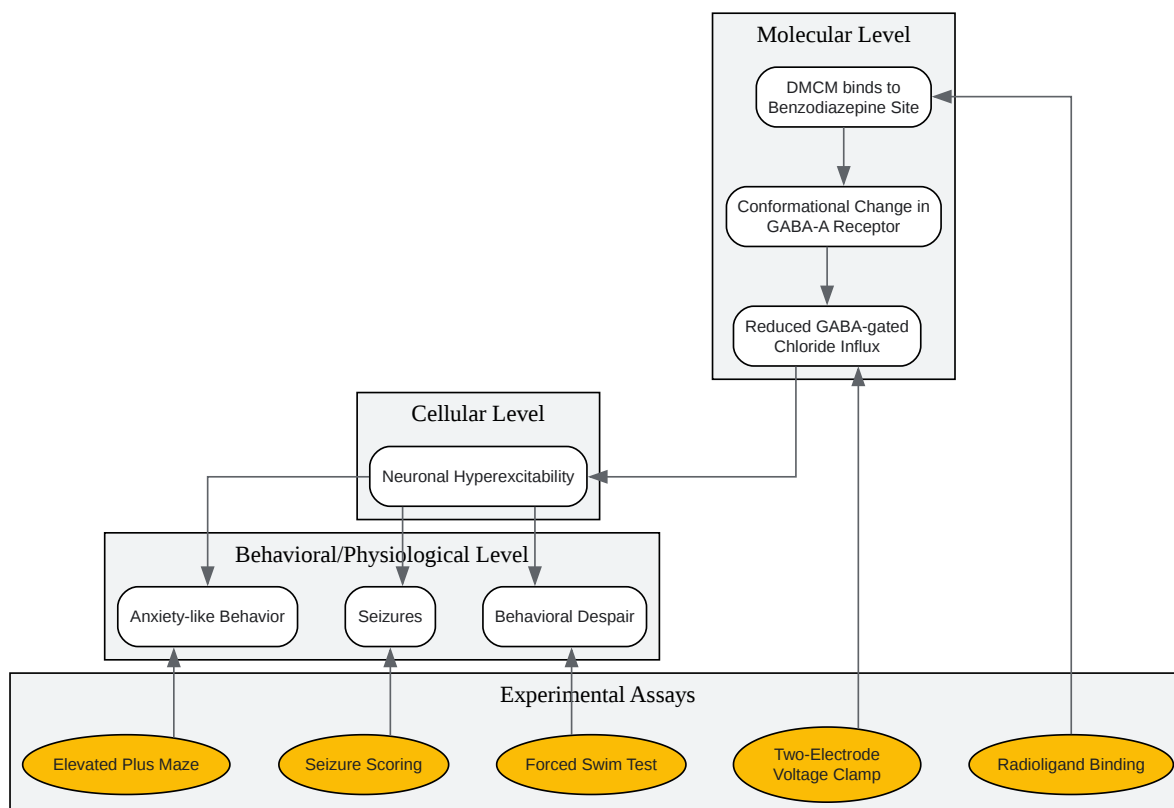 Molecular Level
DMCM binds to
Benzodiazepine Site
Conformational Change in
GABA-A Receptor
Reduced GABA-gated
Chloride Influx
Cellular Level
Neuronal Hyperexcitability
Behavioral/Physiological Level
Anxiety-like Behavior
Seizures
Behavioral Despair
Experimental Assays
Elevated Plus Maze
Seizure Scoring
Forced Swim Test
Two-Electrode
Voltage Clamp
Radioligand Binding